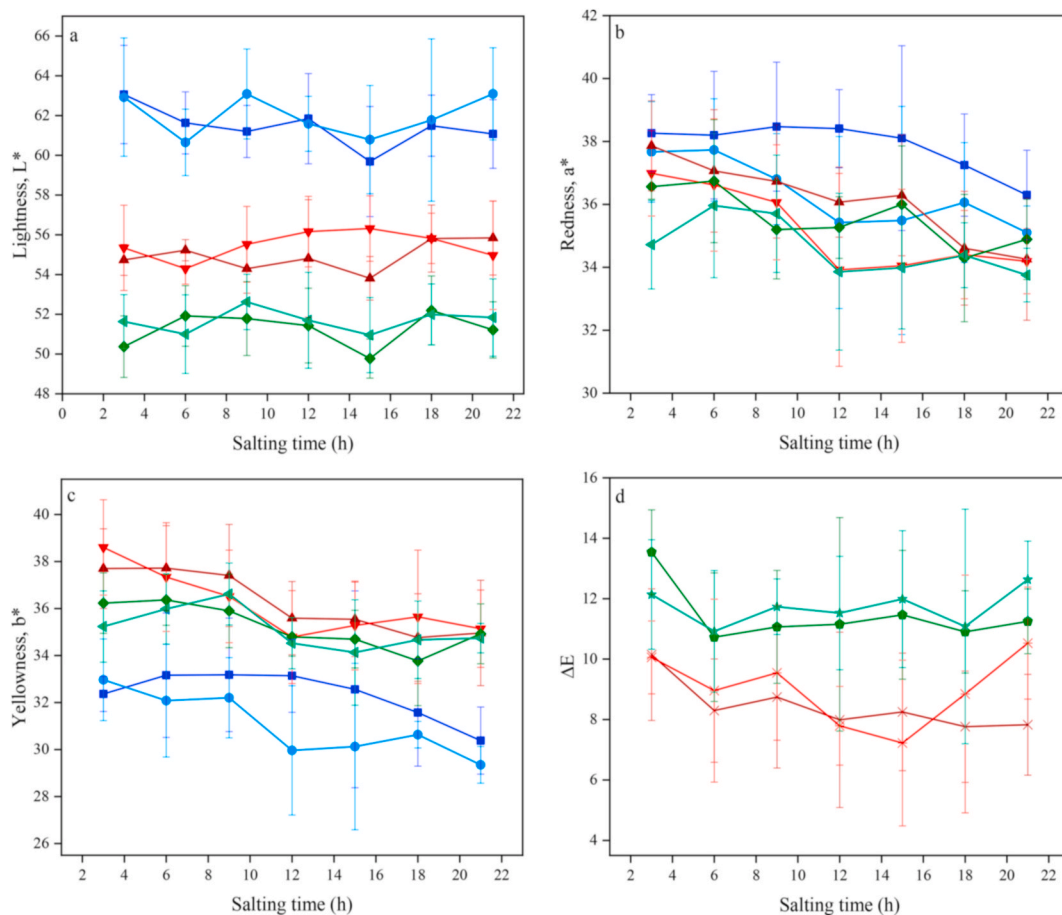 a
66
64
62
60
58
56
54
52
50
48
Lightness, L*
0 2 4 6 8 10 12 14 16 18 20 22
Salting time (h)
b
42
40
38
36
34
32
30
Redness, a*
2 4 6 8 10 12 14 16 18 20 22
Salting time (h)
c
40
38
36
34
32
30
28
26
Yellowness, b*
2 4 6 8 10 12 14 16 18 20 22
Salting time (h)
d
16
14
12
10
8
6
4
ΔE
2 4 6 8 10 12 14 16 18 20 22
Salting time (h)